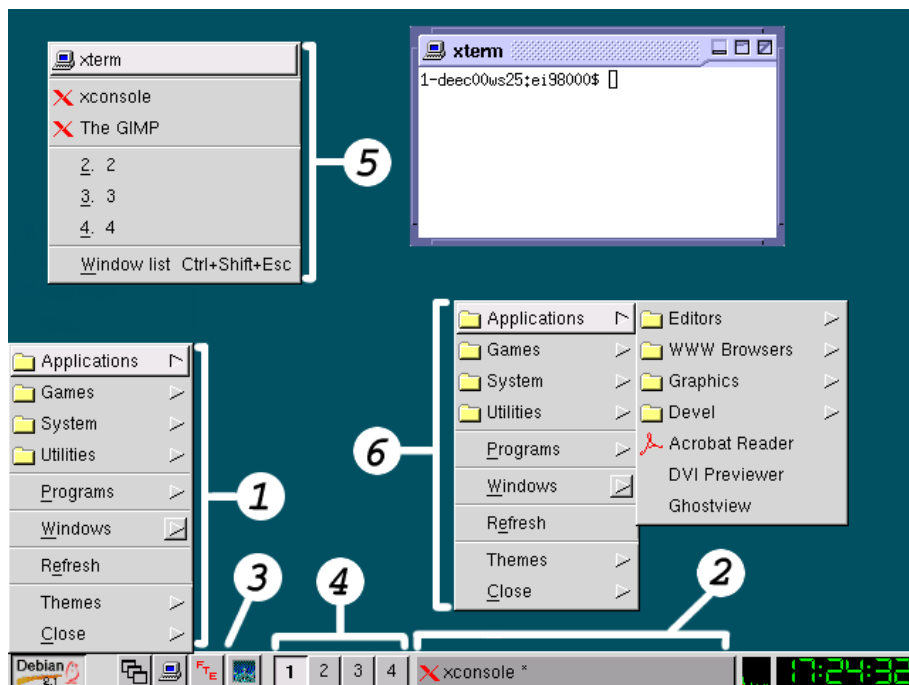 xterm
xconsole
The GIMP
2. 2
3. 3
4. 4
Window list Ctrl+Shift+Esc
5
xterm
1-deec00ws25:ei98000$
Applications
Games
System
Utilities
Programs
Windows
Refresh
Themes
Close
1
6
Applications
Games
System
Utilities
Programs
Windows
Refresh
Themes
Close
Editors
WWW Browsers
Graphics
Devel
Acrobat Reader
DVI Previewer
Ghostview
3
4
2
Debian
2.1
FTE
1 2 3 4
xconsole *
17:24:32